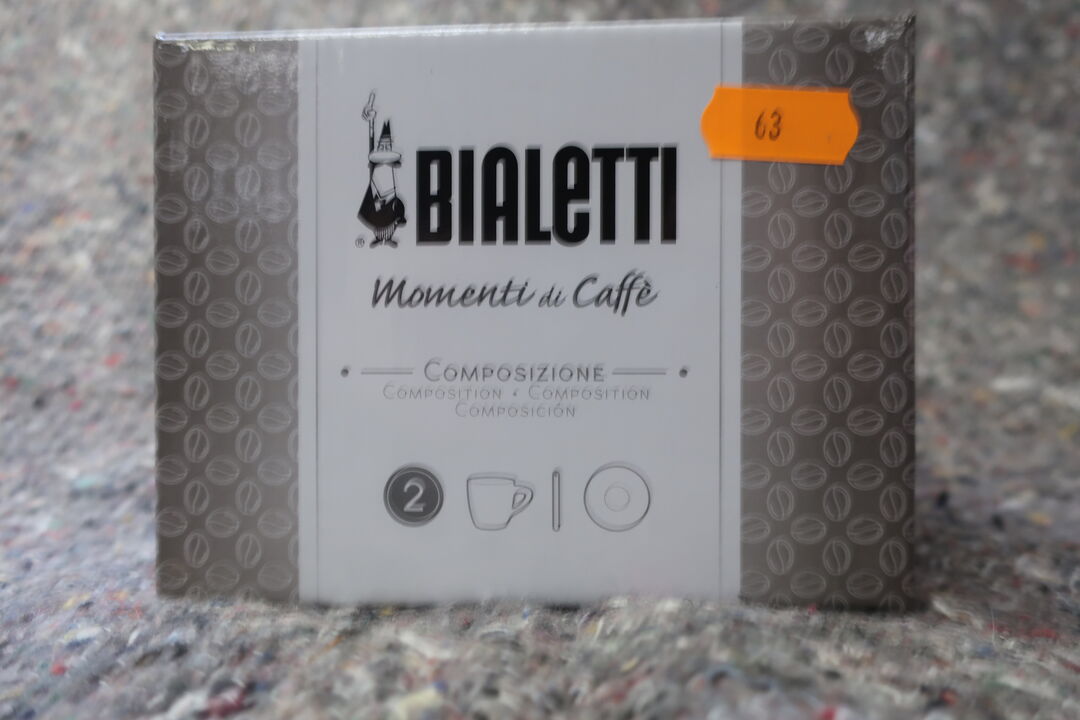 63
BIALETTI
®
Momenti di Caffè
COMPOSIZIONE
COMPOSITION • COMPOSITION
COMPOSICIÓN
2